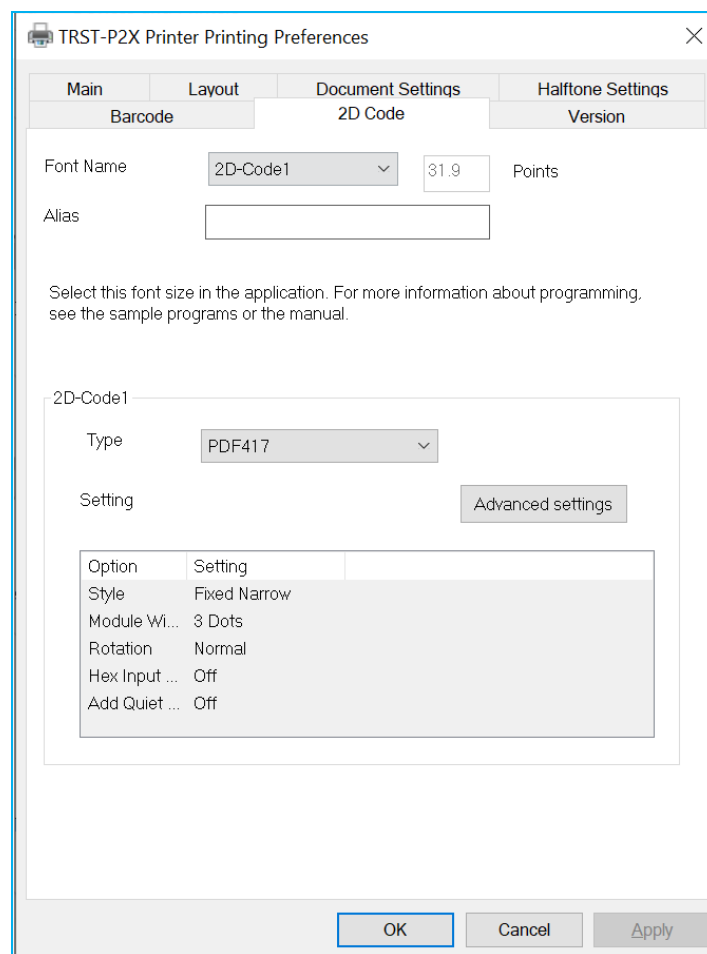 TRST-P2X Printer Printing Preferences
Main Layout Document Settings Halftone Settings
Barcode 2D Code Version
Font Name 2D-Code1 31.9 Points
Alias
Select this font size in the application. For more information about programming,
see the sample programs or the manual.
2D-Code1
Type PDF417
Setting Advanced settings
Option Setting
Style Fixed Narrow
Module Wi... 3 Dots
Rotation Normal
Hex Input ... Off
Add Quiet ... Off
OK Cancel Apply